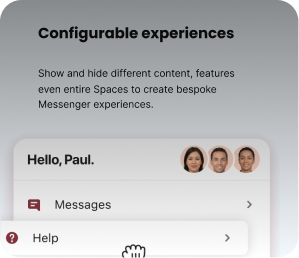 Configurable experiences
Show and hide different content, features
even entire Spaces to create bespoke
Messenger experiences.
Hello, Paul.
Messages
Help